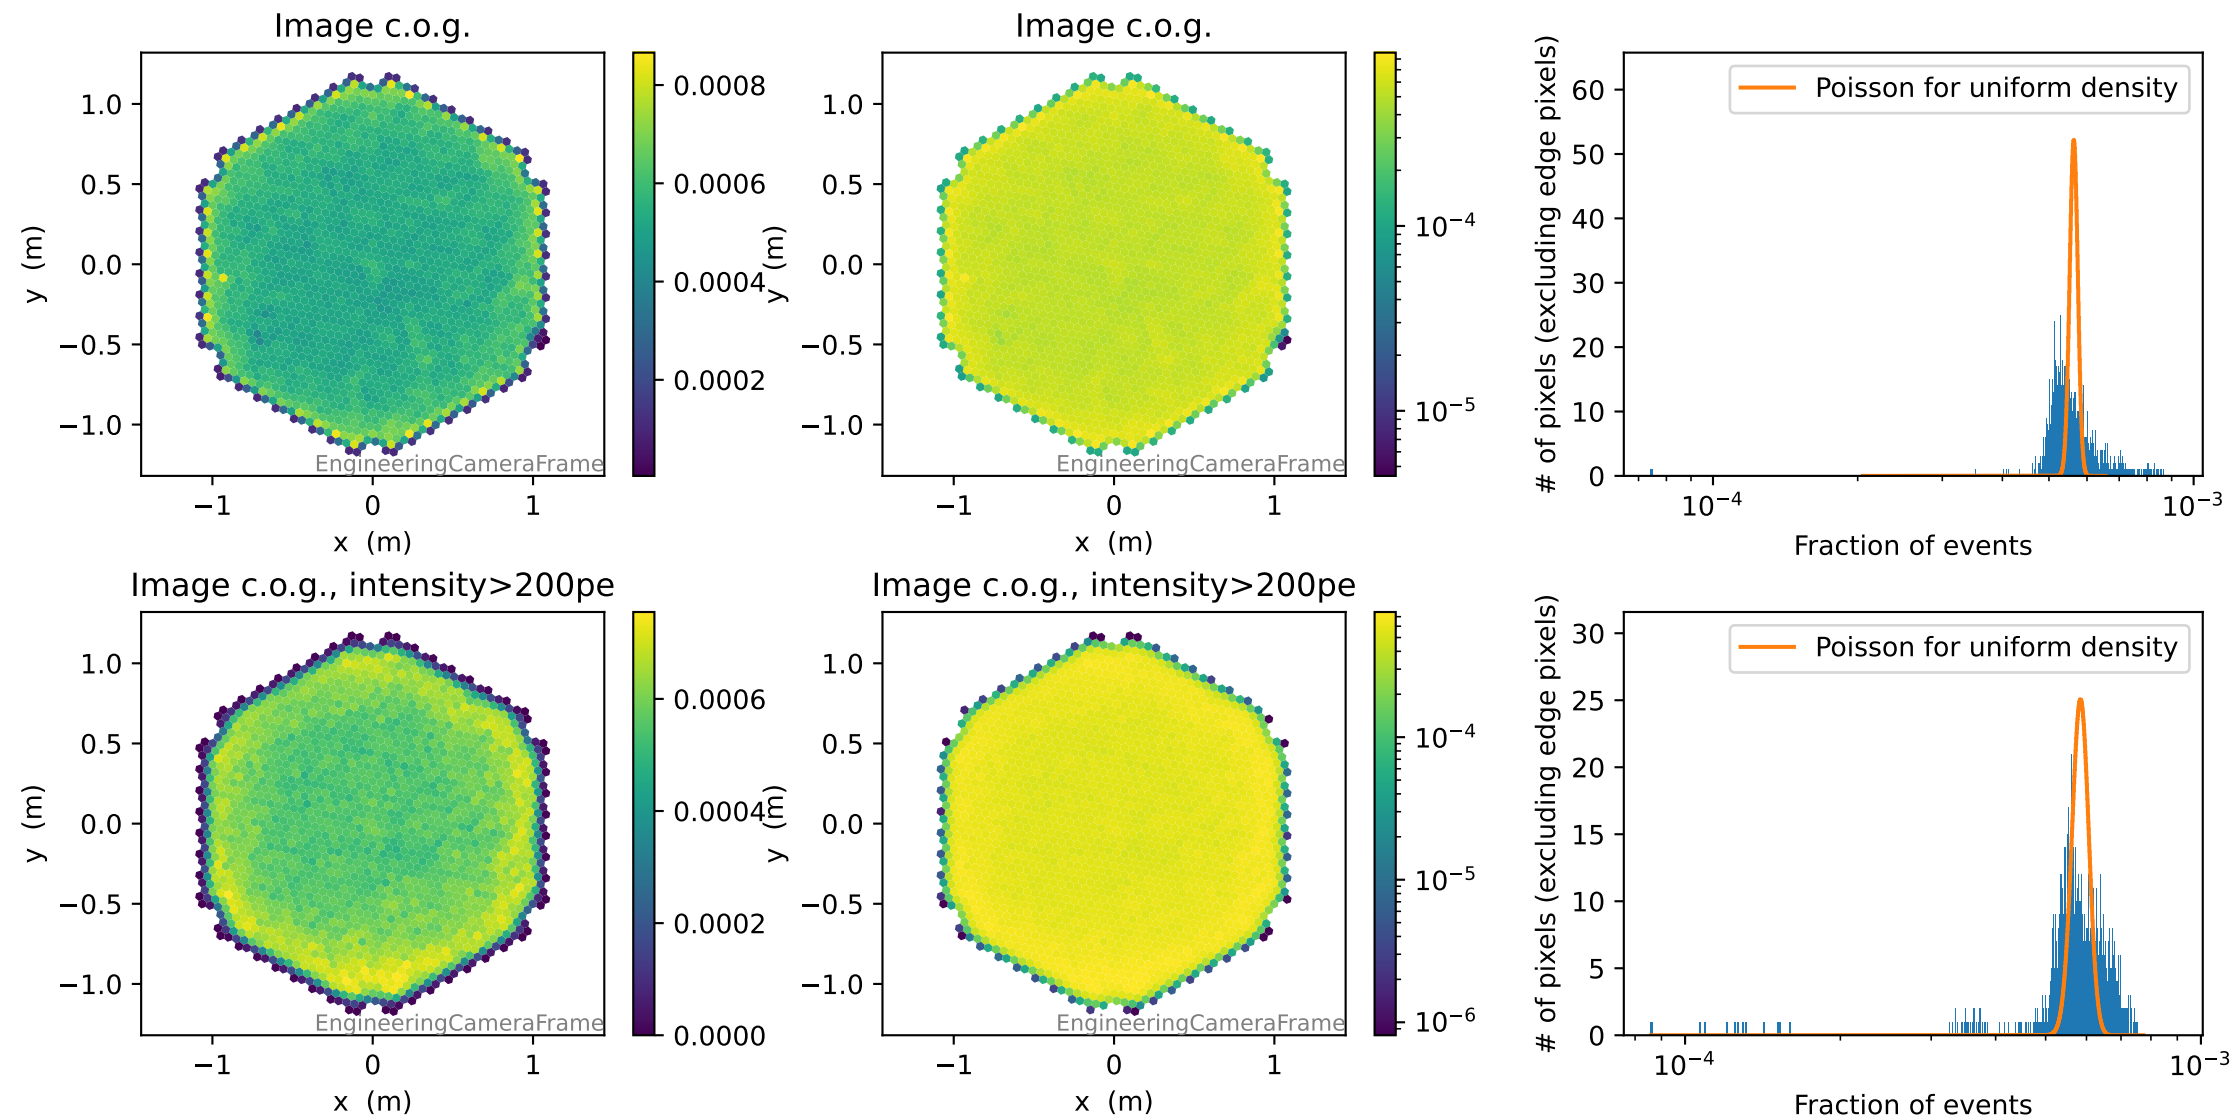 Image c.o.g.
1.0
0.5
0.0
−0.5
−1.0
y (m)
−1
0
1
x (m)
EngineeringCameraFrame
0.0008
0.0006
0.0004
0.0002
Image c.o.g.
1.0
0.5
0.0
−0.5
−1.0
y (m)
−1
0
1
x (m)
EngineeringCameraFrame
10⁻⁴
10⁻⁵
# of pixels (excluding edge pixels)
60
50
40
30
20
10
0
Poisson for uniform density
10⁻⁴
10⁻³
Fraction of events
Image c.o.g., intensity>200pe
1.0
0.5
0.0
−0.5
−1.0
y (m)
−1
0
1
x (m)
EngineeringCameraFrame
0.0006
0.0004
0.0002
0.0000
Image c.o.g., intensity>200pe
1.0
0.5
0.0
−0.5
−1.0
y (m)
−1
0
1
x (m)
EngineeringCameraFrame
10⁻⁴
10⁻⁵
10⁻⁶
# of pixels (excluding edge pixels)
30
25
20
15
10
5
0
Poisson for uniform density
10⁻⁴
10⁻³
Fraction of events